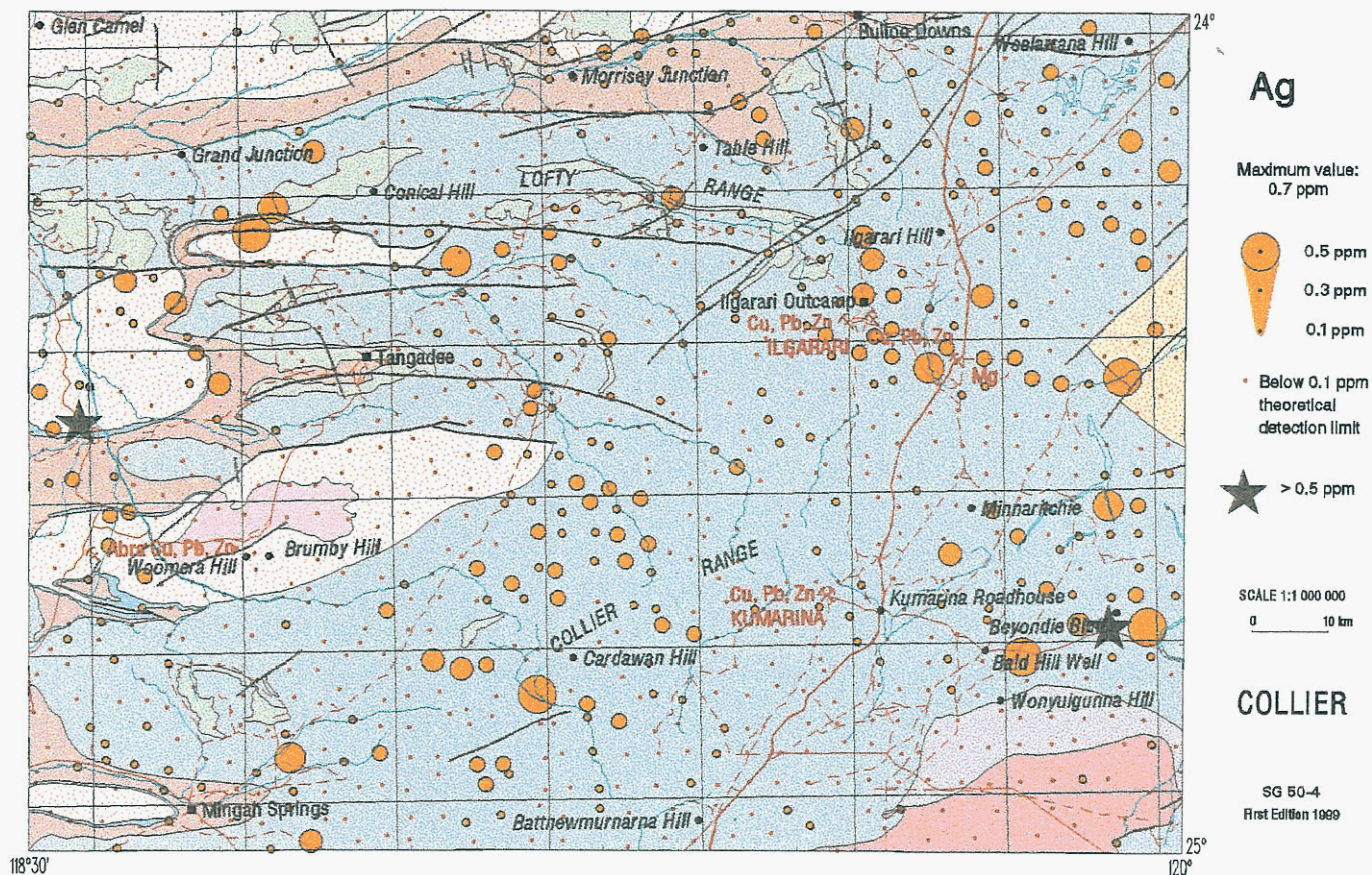 Glen Camel
Bulloo Downs
Weelarrana Hill
24°
Morrisey Junction
Grand Junction
Table Hill
Conical Hill
LOFTY
RANGE
Ilgarari Hill
Ilgarari Outcamp
Cu, Pb, Zn
ILGARARI
Cu, Pb, Zn
Mg
Tangadee
Minnaritchie
Abra Cu, Pb, Zn
Woomera Hill
Brumby Hill
RANGE
COLLIER
Cu, Pb, Zn
KUMARINA
Kumarina Roadhouse
Beyondie
Cardawan Hill
Bald Hill Well
Wonyulgunna Hill
Mingah Springs
Batthewmurnarna Hill
118°30'
25°
120°
Ag
Maximum value:
0.7 ppm
0.5 ppm
0.3 ppm
0.1 ppm
Below 0.1 ppm
theoretical
detection limit
> 0.5 ppm
SCALE 1:1 000 000
0 10 km
COLLIER
SG 50-4
First Edition 1999